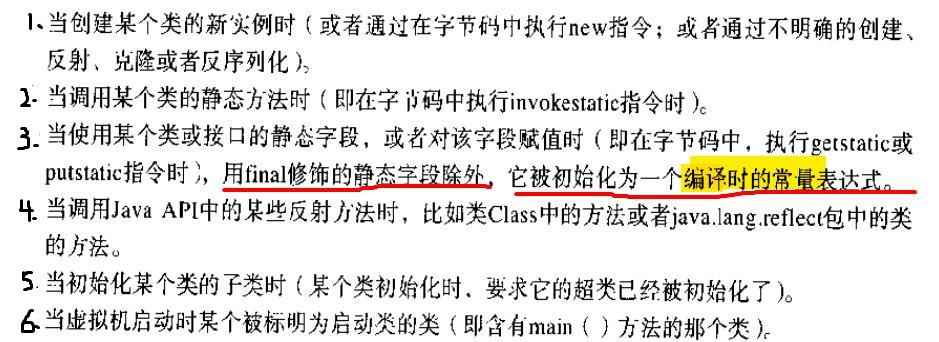 1、当创建某个类的新实例时（或者通过在字节码中执行new指令；或者通过不明确的创建、
反射、克隆或者反序列化）。
2. 当调用某个类的静态方法时（即在字节码中执行invokestatic指令时）。
3. 当使用某个类或接口的静态字段，或者对该字段赋值时（即在字节码中，执行getstatic或
putstatic指令时），用final修饰的静态字段除外，它被初始化为一个编译时的常量表达式。
4. 当调用Java API中的某些反射方法时，比如类Class中的方法或者java.lang.reflect包中的类
的方法。
5 当初始化某个类的子类时（某个类初始化时，要求它的超类已经被初始化了）。
6、当虚拟机启动时某个被标明为启动类的类（即含有main（）方法的那个类）。